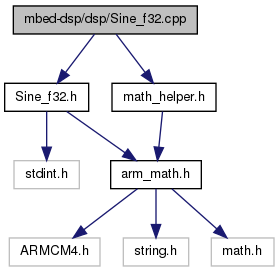 mbed-dsp/dsp/Sine_f32.cpp
Sine_f32.h
math_helper.h
stdint.h
arm_math.h
ARMCM4.h
string.h
math.h